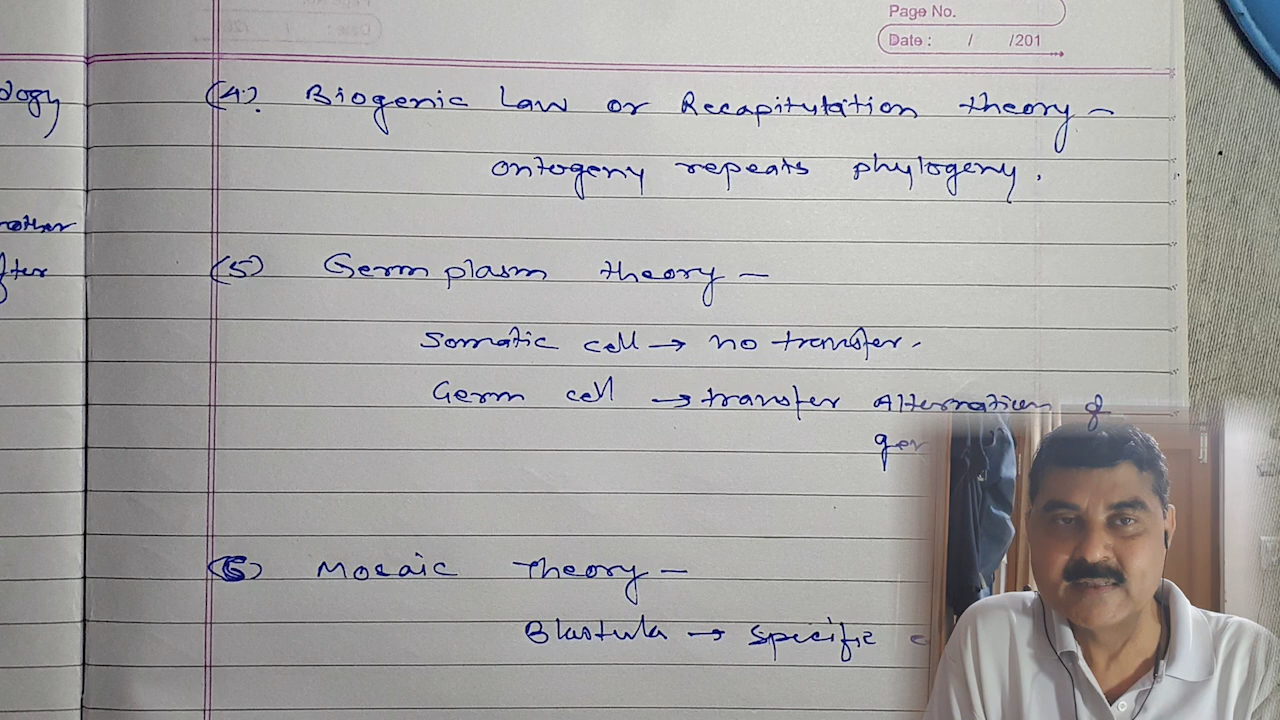 Page No.
Date : / /201
(4). Biogenic Law or Recapitulation theory -
ontogeny repeats phylogeny.
(5) Germ plasm theory -
Somatic cell → no transfer.
Germ cell → transfer Alternation of
(6) Mozaic Theory -
Blastula → specific